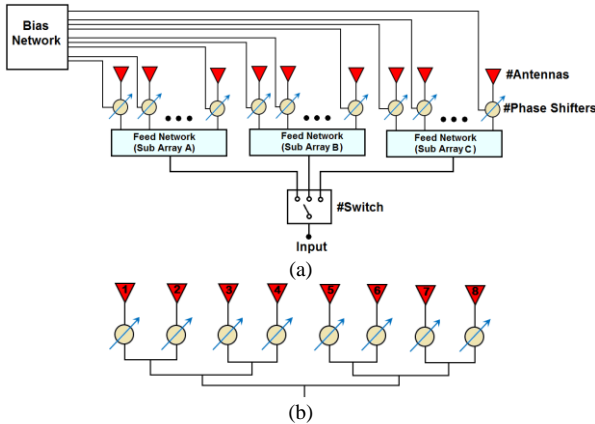 Bias
Network
#Antennas
#Phase Shifters
Feed Network
(Sub Array A)
Feed Network
(Sub Array B)
Feed Network
(Sub Array C)
#Switch
Input
(a)
1 2 3 4 5 6 7 8
(b)